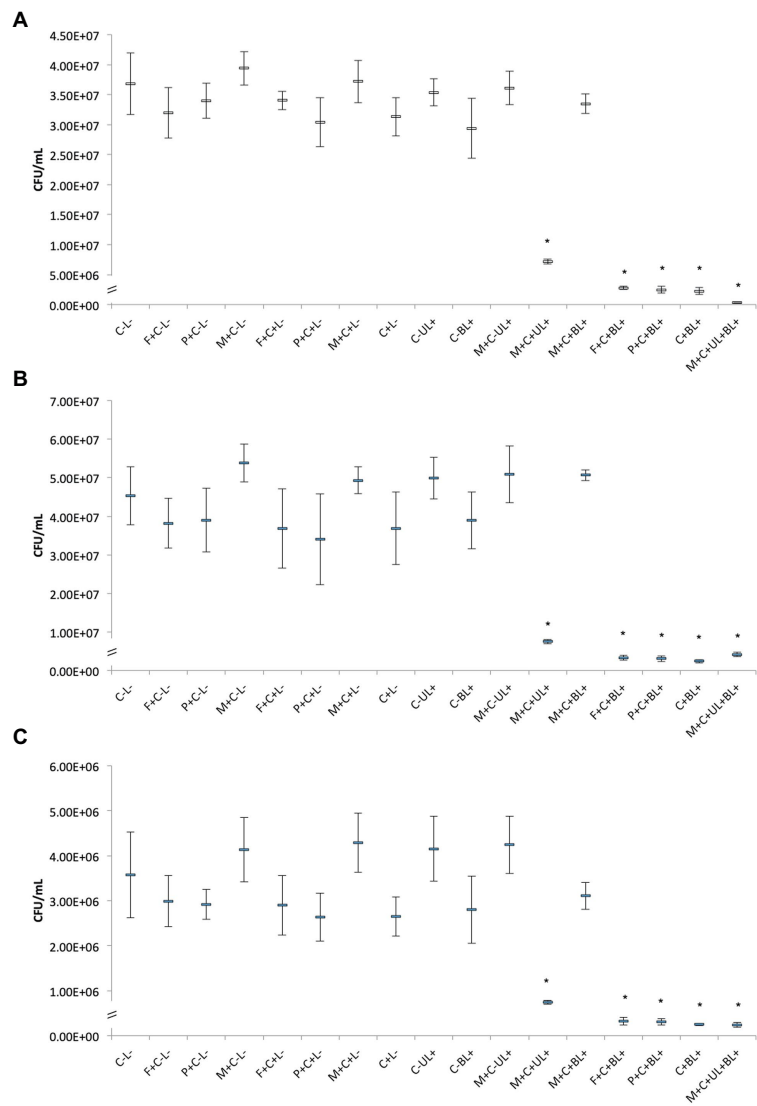 A
4.50E+07
4.00E+07
3.50E+07
3.00E+07
2.50E+07
2.00E+07
1.50E+07
1.00E+07
5.00E+06
0.00E+00
CFU/mL
* * * * *
C-L- F+C-L- P+C-L- M+C-L- F+C+L- P+C+L- M+C+L- C+L- C-UL+ C-BL+ M+C-UL+ M+C+UL+ M+C+BL+ F+C+BL+ P+C+BL+ C+BL+ M+C+UL+BL+
B
7.00E+07
6.00E+07
5.00E+07
4.00E+07
3.00E+07
2.00E+07
1.00E+07
0.00E+00
CFU/mL
* * * * *
C-L- F+C-L- P+C-L- M+C-L- F+C+L- P+C+L- M+C+L- C+L- C-UL+ C-BL+ M+C-UL+ M+C+UL+ M+C+BL+ F+C+BL+ P+C+BL+ C+BL+ M+C+UL+BL+
C
6.00E+06
5.00E+06
4.00E+06
3.00E+06
2.00E+06
1.00E+06
0.00E+00
CFU/mL
* * * * *
C-L- F+C-L- P+C-L- M+C-L- F+C+L- P+C+L- M+C+L- C+L- C-UL+ C-BL+ M+C-UL+ M+C+UL+ M+C+BL+ F+C+BL+ P+C+BL+ C+BL+ M+C+UL+BL+